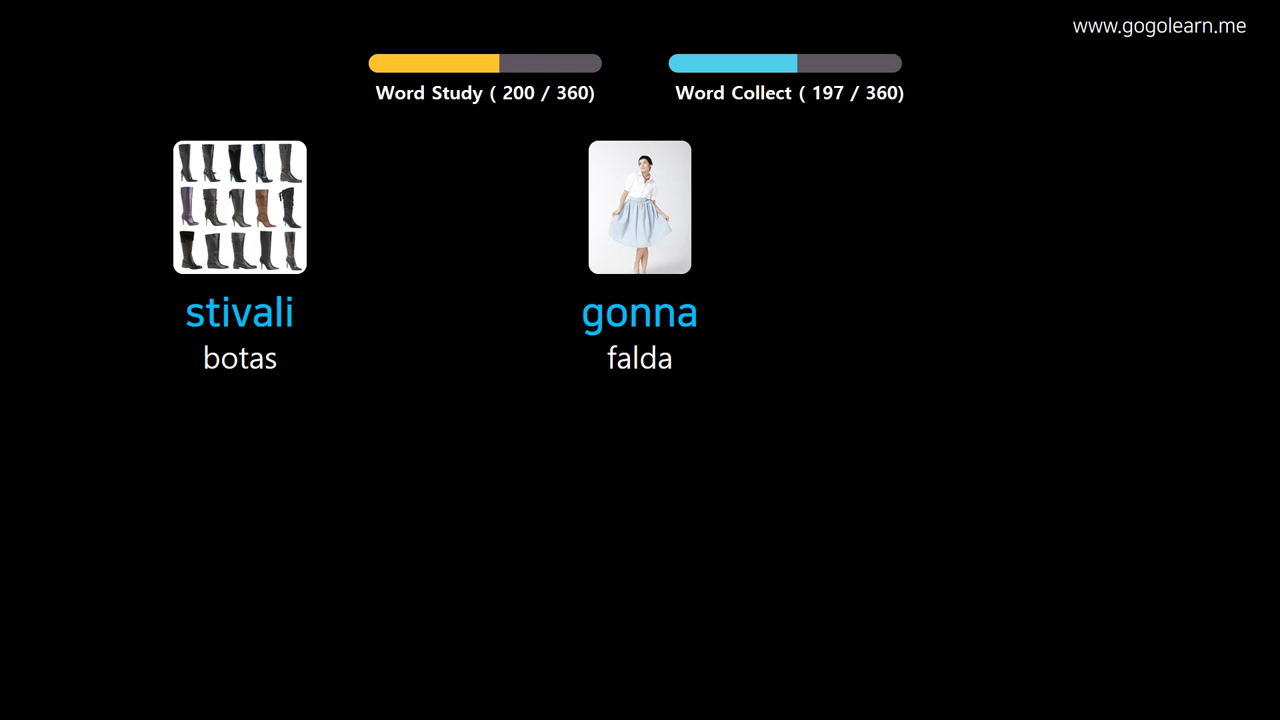 www.gogolearn.me
Word Study ( 200 / 360)
Word Collect ( 197 / 360)
stivali
botas
gonna
falda